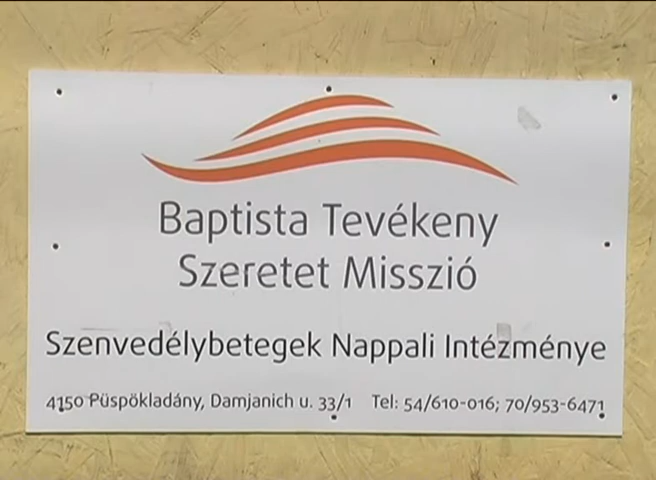 Baptista Tevékeny
Szeretet Misszió
Szenvedélybetegek Nappali Intézménye
4150 Püspökladány, Damjanich u. 33/1 Tel: 54/610-016; 70/953-6471